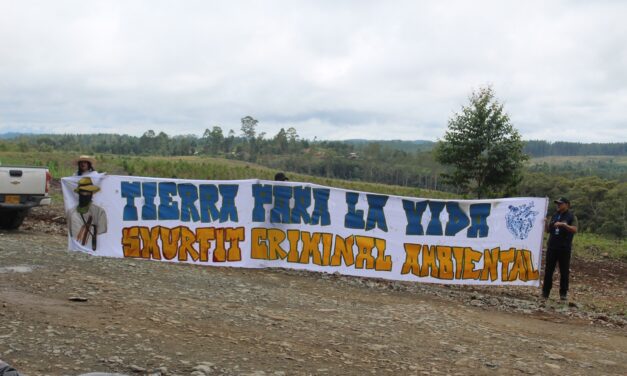 TIERRA PARA LA VIDA
SMURFIT CRIMINAL AMBIENTAL